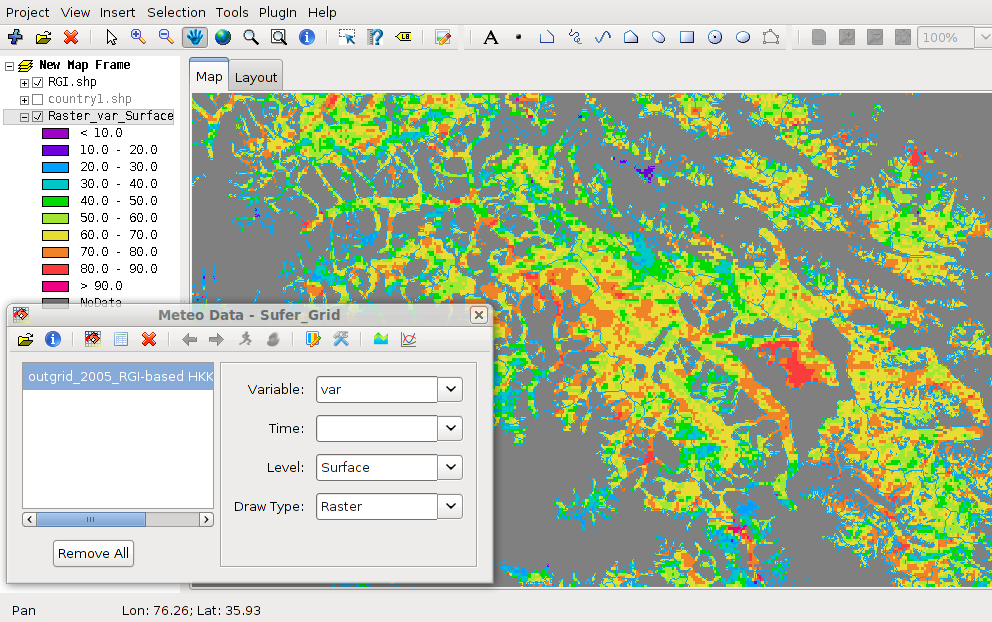 Project View Insert Selection Tools PlugIn Help
A
LAB
100%
New Map Frame
RGI.shp
country1.shp
Raster_var_Surface
< 10.0
10.0 - 20.0
20.0 - 30.0
30.0 - 40.0
40.0 - 50.0
50.0 - 60.0
60.0 - 70.0
70.0 - 80.0
80.0 - 90.0
> 90.0
NoData
Map Layout
Meteo Data - Sufer_Grid
outgrid_2005_RGI-based HKK
Remove All
Variable: var
Time:
Level: Surface
Draw Type: Raster
Pan Lon: 76.26; Lat: 35.93